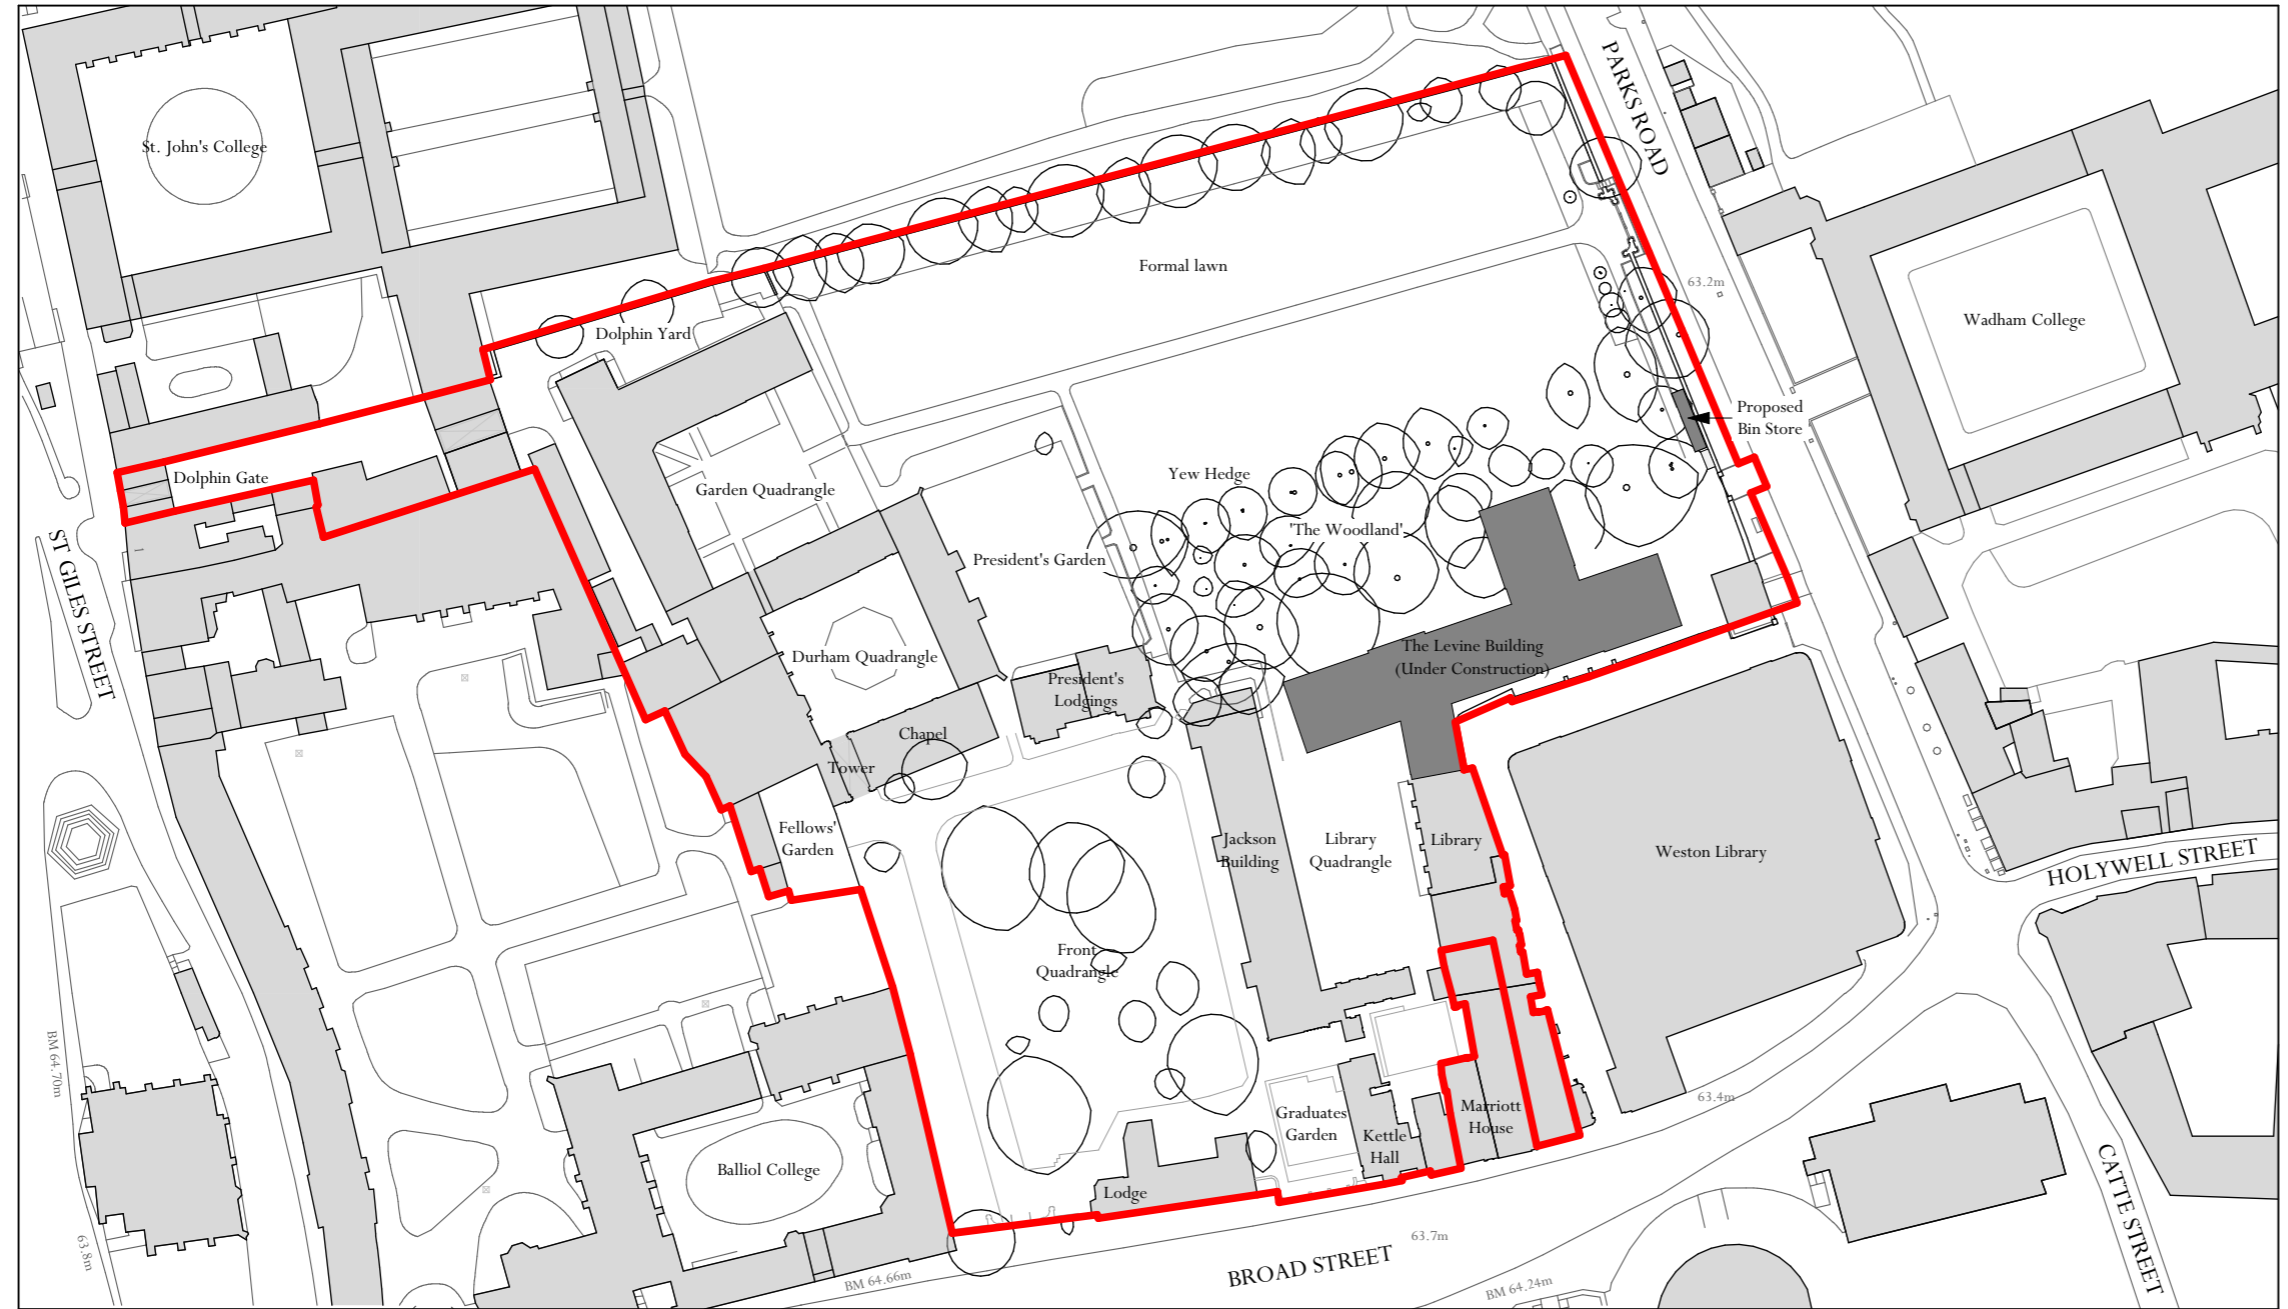 PARKS ROAD
St. John's College
Formal lawn
63.2m
Wadham College
Dolphin Yard
Proposed
Bin Store
Dolphin Gate
Garden Quadrangle
Yew Hedge
'The Woodland'
President's Garden
ST GILES STREET
Durham Quadrangle
The Levine Building
(Under Construction)
President's
Lodgings
Chapel
Tower
Fellows'
Garden
Jackson
Building
Library
Quadrangle
Library
Weston Library
HOLYWELL STREET
Front
Quadrangle
BM 64.70m
Graduates
Garden
Kettle
Hall
Marriott
House
63.4m
Balliol College
Lodge
CATTE STREET
63.8m
63.7m
BROAD STREET
BM 64.66m
BM 64.24m